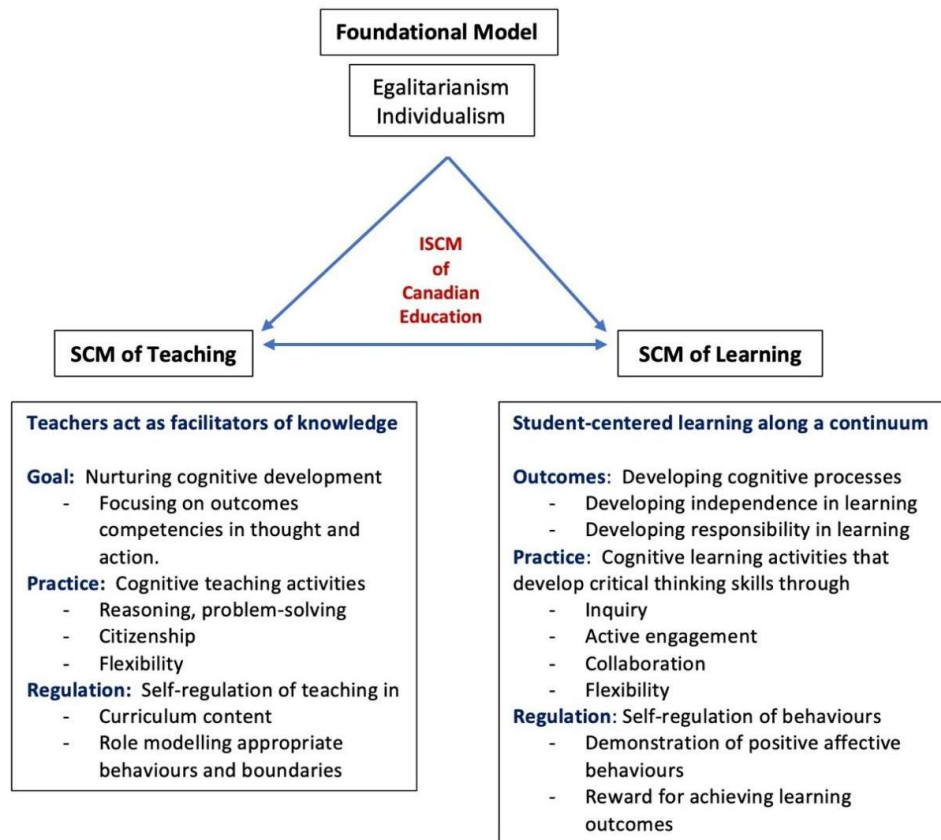 Foundational Model
Egalitarianism
Individualism
ISCM
of
Canadian
Education
SCM of Teaching
SCM of Learning
Teachers act as facilitators of knowledge
Goal: Nurturing cognitive development
- Focusing on outcomes
competencies in thought and
action.
Practice: Cognitive teaching activities
- Reasoning, problem-solving
- Citizenship
- Flexibility
Regulation: Self-regulation of teaching in
- Curriculum content
- Role modelling appropriate
behaviours and boundaries
Student-centered learning along a continuum
Outcomes: Developing cognitive processes
- Developing independence in learning
- Developing responsibility in learning
Practice: Cognitive learning activities that
develop critical thinking skills through
- Inquiry
- Active engagement
- Collaboration
- Flexibility
Regulation: Self-regulation of behaviours
- Demonstration of positive affective
behaviours
- Reward for achieving learning
outcomes